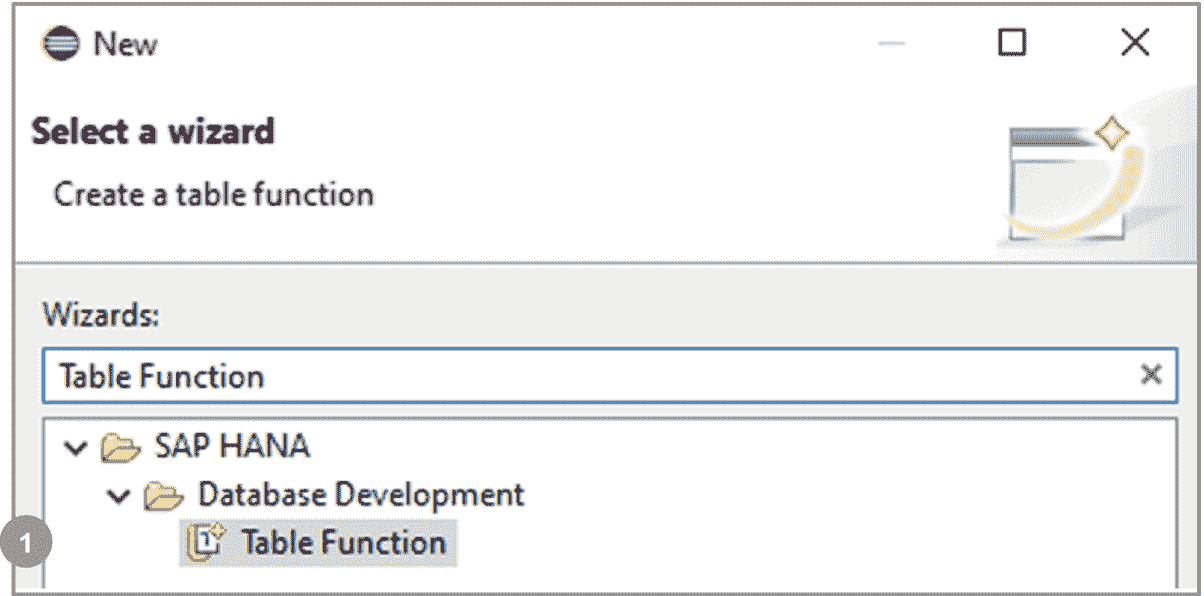 New
Select a wizard
Create a table function
Wizards:
Table Function
SAP HANA
Database Development
1 Table Function